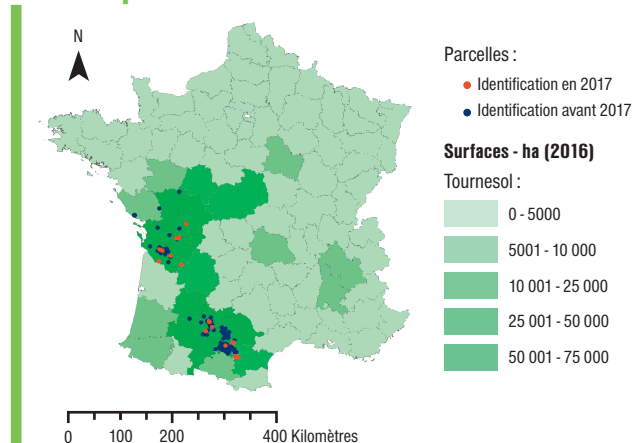 N
Parcelles :
Identification en 2017
Identification avant 2017
Surfaces - ha (2016)
Tournesol :
0 - 5000
5001 - 10 000
10 001 - 25 000
25 001 - 50 000
50 001 - 75 000
0 100 200 400 Kilomètres